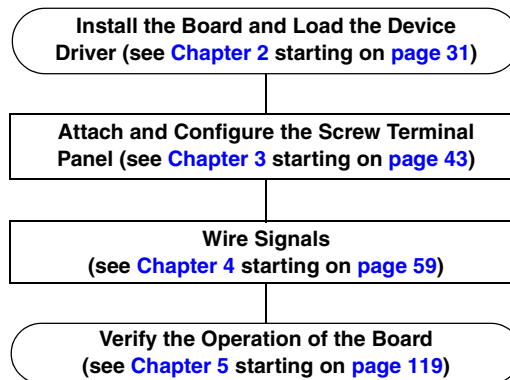 Install the Board and Load the Device
Driver (see Chapter 2 starting on page 31)
Attach and Configure the Screw Terminal
Panel (see Chapter 3 starting on page 43)
Wire Signals
(see Chapter 4 starting on page 59)
Verify the Operation of the Board
(see Chapter 5 starting on page 119)